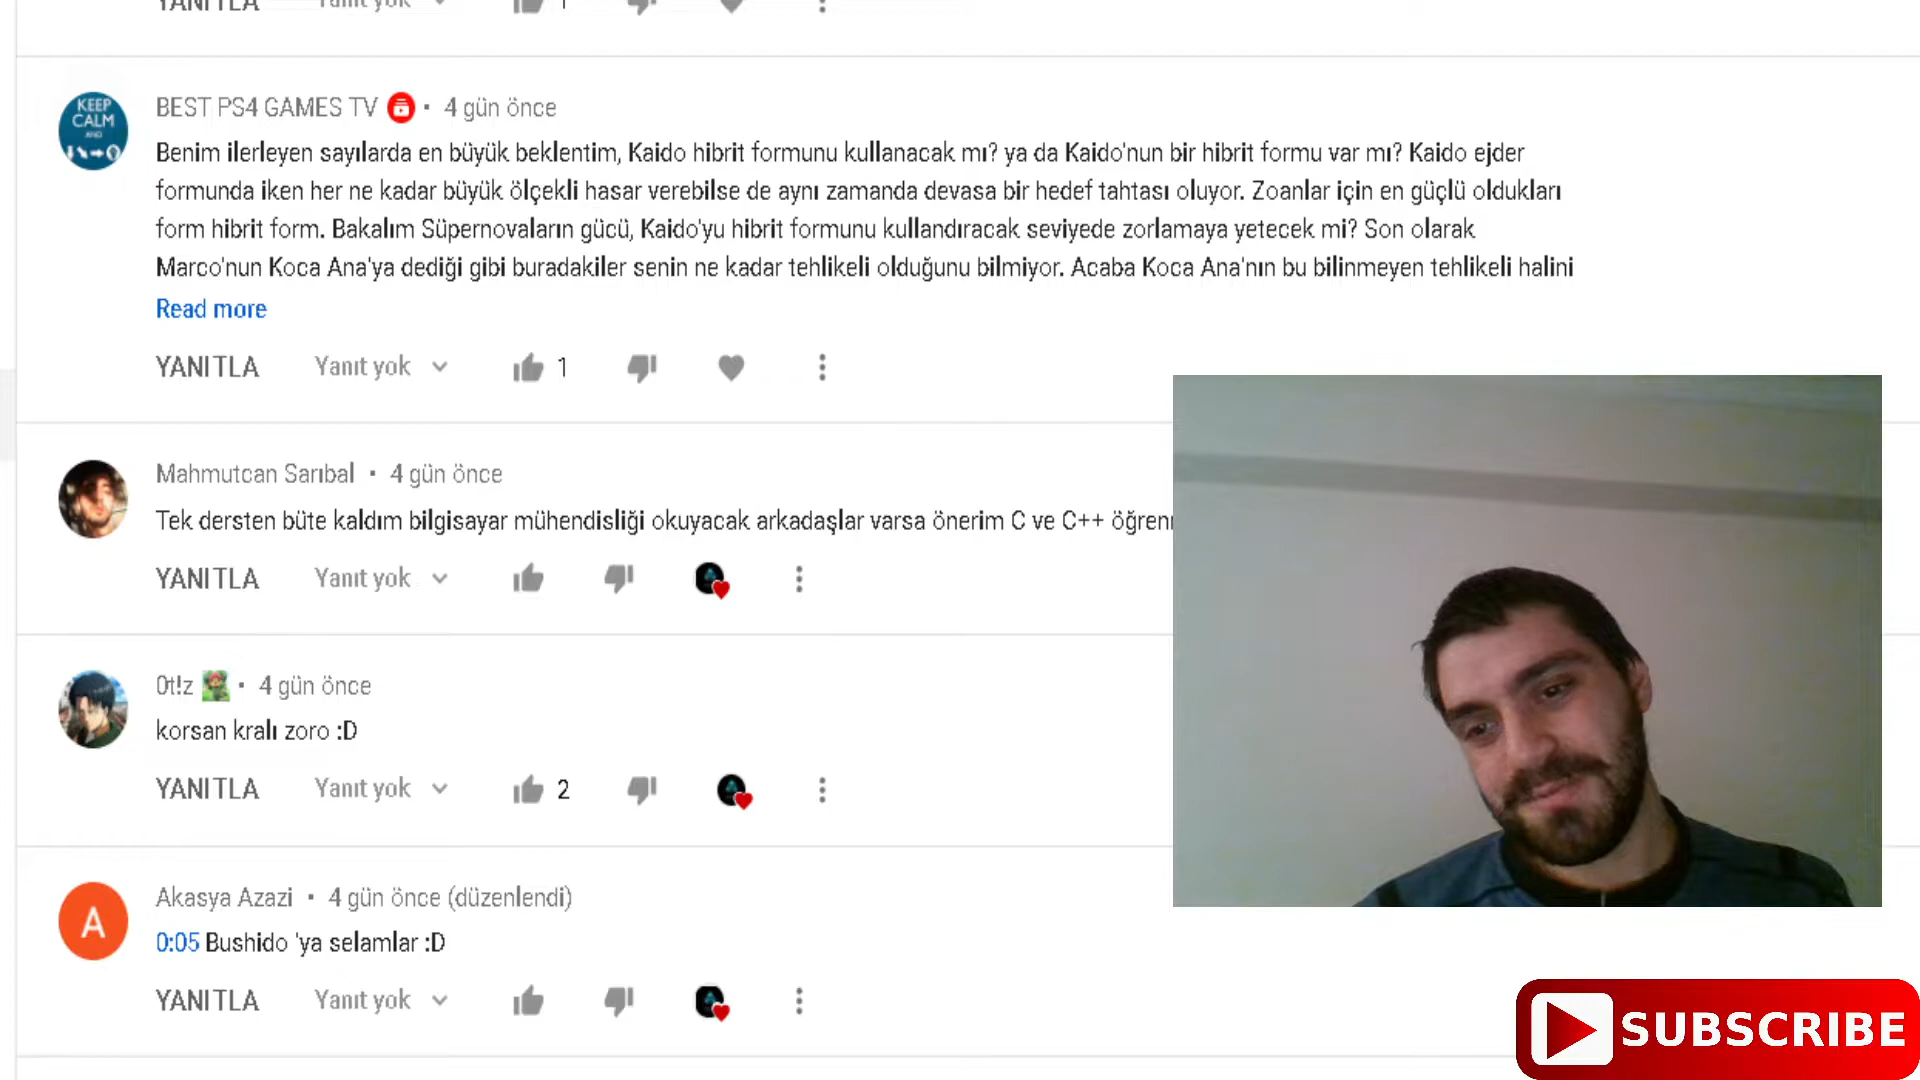 YANITLA Yanıt yok 1
KEEP
CALM
AND
BEST PS4 GAMES TV • 4 gün önce
Benim ilerleyen sayılarda en büyük beklentim, Kaido hibrit formunu kullanacak mı? ya da Kaido'nun bir hibrit formu var mı? Kaido ejder
formunda iken her ne kadar büyük ölçekli hasar verebilse de aynı zamanda devasa bir hedef tahtası oluyor. Zoanlar için en güçlü oldukları
form hibrit form. Bakalım Süpernovaların gücü, Kaido'yu hibrit formunu kullandıracak seviyede zorlamaya yetecek mi? Son olarak
Marco'nun Koca Ana'ya dediği gibi buradakiler senin ne kadar tehlikeli olduğunu bilmiyor. Acaba Koca Ana'nın bu bilinmeyen tehlikeli halini
Read more
YANITLA Yanıt yok 1
Mahmutcan Sarıbal • 4 gün önce
Tek dersten büte kaldım bilgisayar mühendisliği okuyacak arkadaşlar varsa önerim C ve C++
YANITLA Yanıt yok
0t!z • 4 gün önce
korsan kralı zoro :D
YANITLA Yanıt yok 2
A
Akasya Azazi • 4 gün önce (düzenlendi)
0:05 Bushido 'ya selamlar :D
YANITLA Yanıt yok
SUBSCRIBE